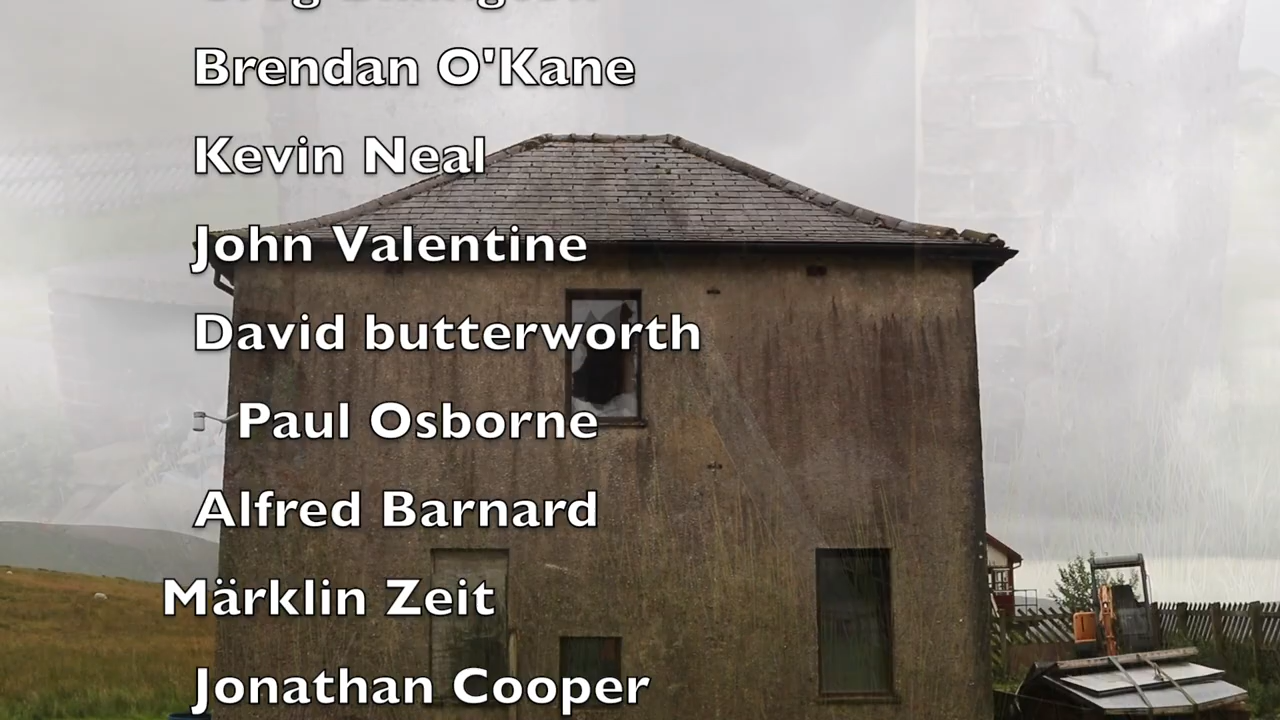 Brendan O'Kane
Kevin Neal
John Valentine
David butterworth
Paul Osborne
Alfred Barnard
Märklin Zeit
Jonathan Cooper